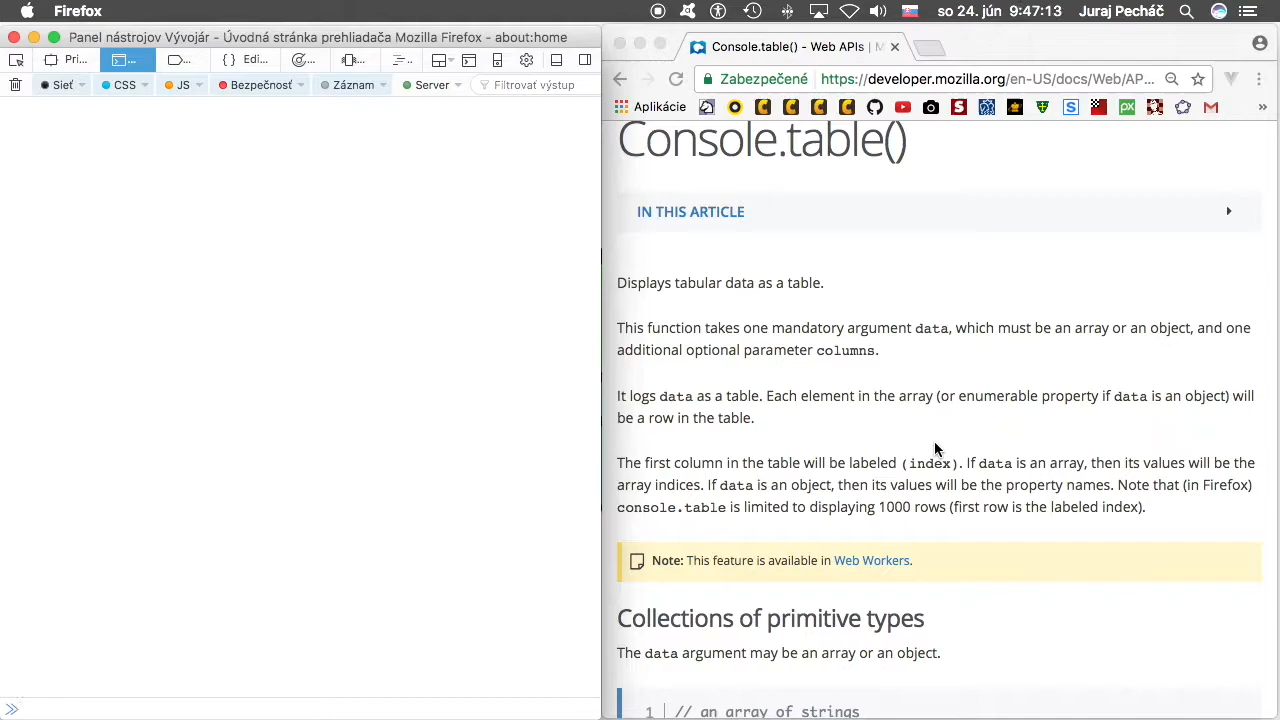 Firefox
so 24. jún 9:47:13 Juraj Pecháč
Panel nástrojov Vývojár - Úvodná stránka prehliadača Mozilla Firefox - about:home
Pri...
Edi...
Sieť
CSS
JS
Bezpečnosť
Záznam
Server
Filtrovať výstup
Console.table() - Web APIs | M
Zabezpečené
https://developer.mozilla.org/en-US/docs/Web/AP...
Aplikácie
Console.table()
IN THIS ARTICLE
Displays tabular data as a table.
This function takes one mandatory argument data, which must be an array or an object, and one
additional optional parameter columns.
It logs data as a table. Each element in the array (or enumerable property if data is an object) will
be a row in the table.
The first column in the table will be labeled (index). If data is an array, then its values will be the
array indices. If data is an object, then its values will be the property names. Note that (in Firefox)
console.table is limited to displaying 1000 rows (first row is the labeled index).
Note: This feature is available in Web Workers.
Collections of primitive types
The data argument may be an array or an object.
1 // an array of strings